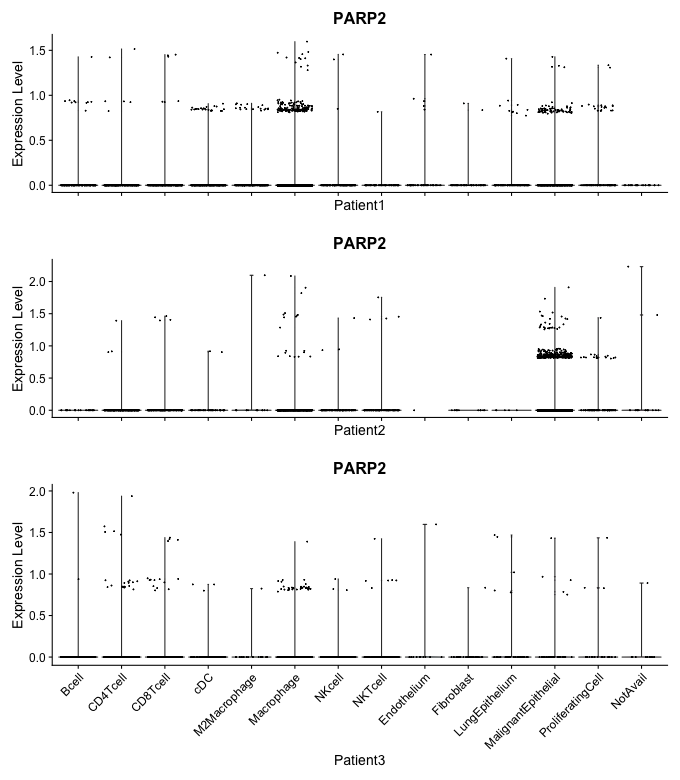 PARP2
Expression Level
1.5
1.0
0.5
0.0
Patient1
PARP2
Expression Level
2.0
1.5
1.0
0.5
0.0
Patient2
PARP2
Expression Level
2.0
1.5
1.0
0.5
0.0
Bcell
CD4Tcell
CD8Tcell
cDC
M2Macrophage
Macrophage
NKcell
NKTcell
Endothelium
Fibroblast
LungEpithelium
MalignantEpithelial
ProliferatingCell
NotAvail
Patient3